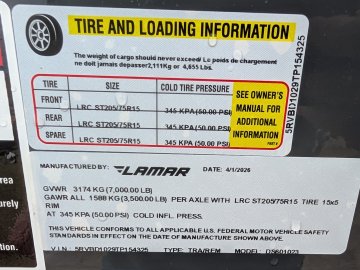 TIRE AND LOADING INFORMATION
The weight of cargo should never exceed/ Le poids de chargement
ne doit jamais depasser 2,111Kg or 4,655 Lbs.
TIRE SIZE COLD TIRE PRESSURE
FRONT LRC ST205/75R15 345 KPA (50.00 PSI)
REAR LRC ST205/75R15 345 KPA (50.00 PSI)
SPARE LRC ST205/75R15 345 KPA (50.00 PSI)
SEE OWNER'S
MANUAL FOR
ADDITIONAL
INFORMATION
5RVBD1029TP154325
MANUFACTURED BY: LAMAR DATE: 4/1/2026
GVWR 3174 KG (7,000.00 LB)
GAWR ALL 1588 KG (3,500.00 LB) PER AXLE WITH LRC ST205/75R15 TIRE 15x5
RIM
AT 345 KPA (50.00 PSI) COLD INFL. PRESS.
THIS VEHICLE CONFORMS TO ALL APPLICABLE U.S. FEDERAL MOTOR VEHICLE SAFETY
STANDARDS IN EFFECT ON THE DATE OF MANUFACTURE SHOWN ABOVE.
V.I.N. 5RVBD1029TP154325 TYPE: TRA/REM MODEL: DS601023
Area
urely